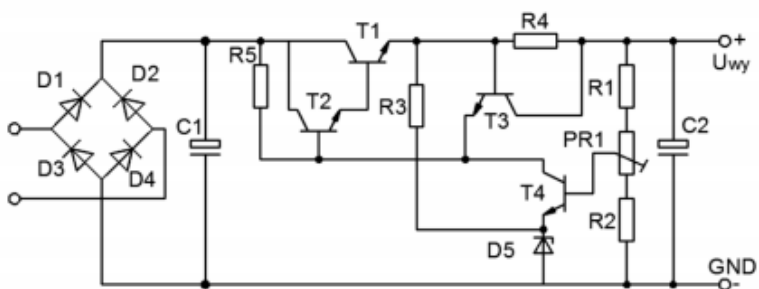 T1
R4
+
Uwy
D1
D2
R5
T2
R3
T3
R1
C1
PR1
C2
D3
D4
T4
R2
D5
GND
-